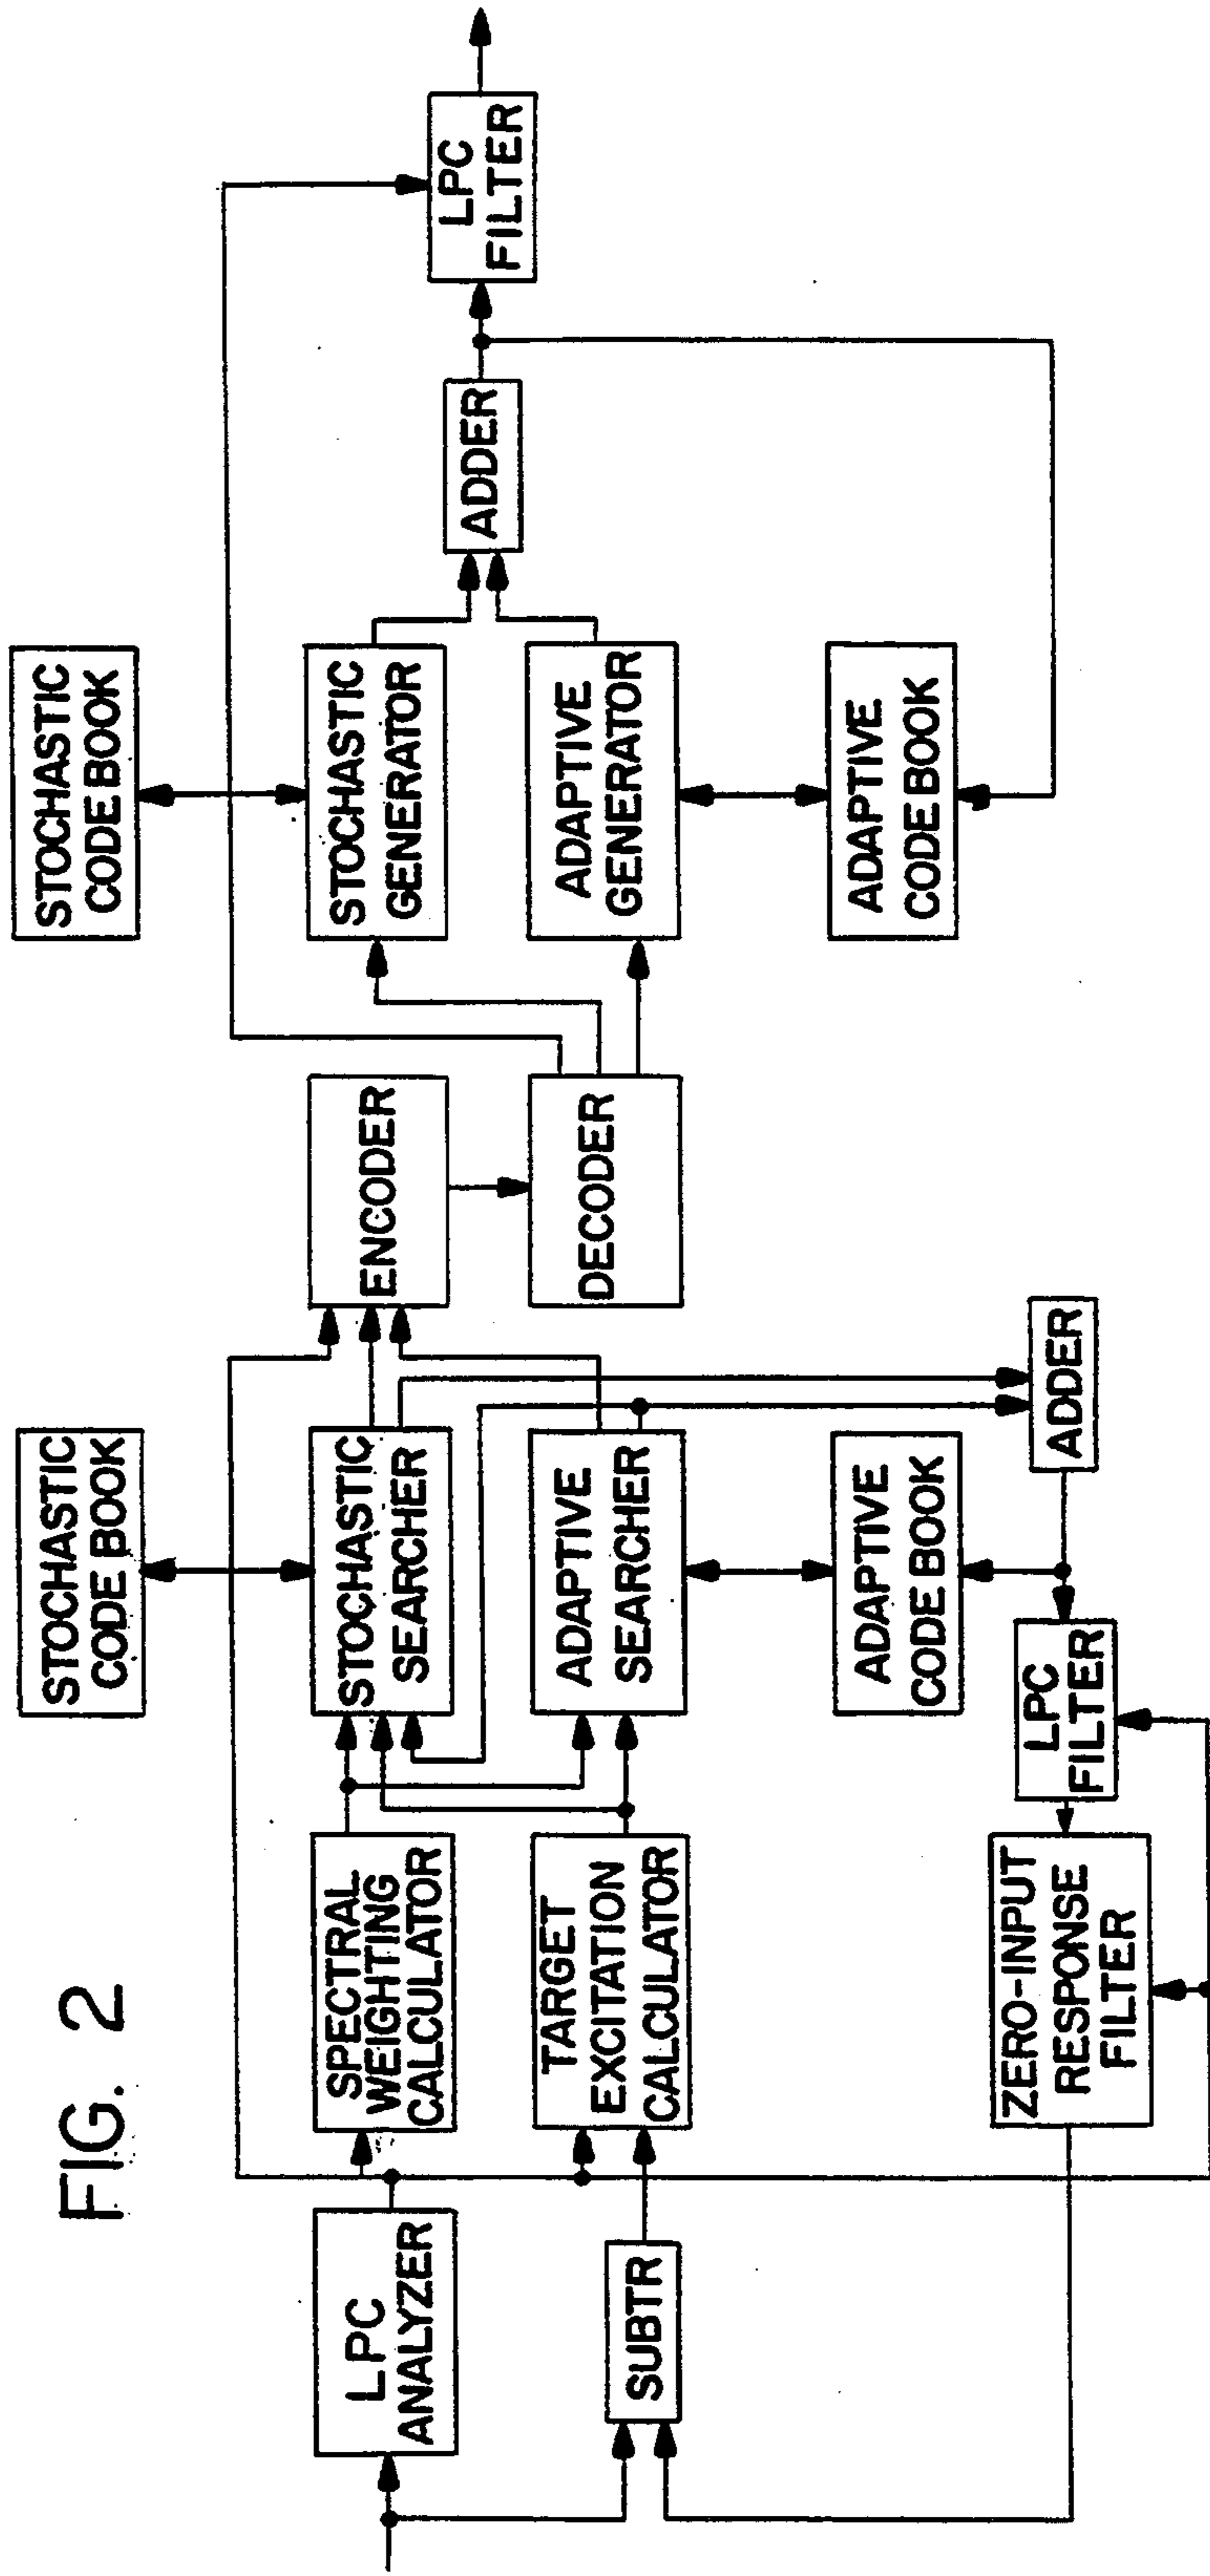 FIG. 2
LPC
ANALYZER
SUBTR
SPECTRAL
WEIGHTING
CALCULATOR
TARGET
EXCITATION
CALCULATOR
ZERO-INPUT
RESPONSE
FILTER
STOCHASTIC
CODE BOOK
STOCHASTIC
SEARCHER
ADAPTIVE
SEARCHER
ADAPTIVE
CODE BOOK
LPC
FILTER
ADDER
ENCODER
DECODER
STOCHASTIC
CODE BOOK
STOCHASTIC
GENERATOR
ADAPTIVE
GENERATOR
ADAPTIVE
CODE BOOK
ADDER
LPC
FILTER